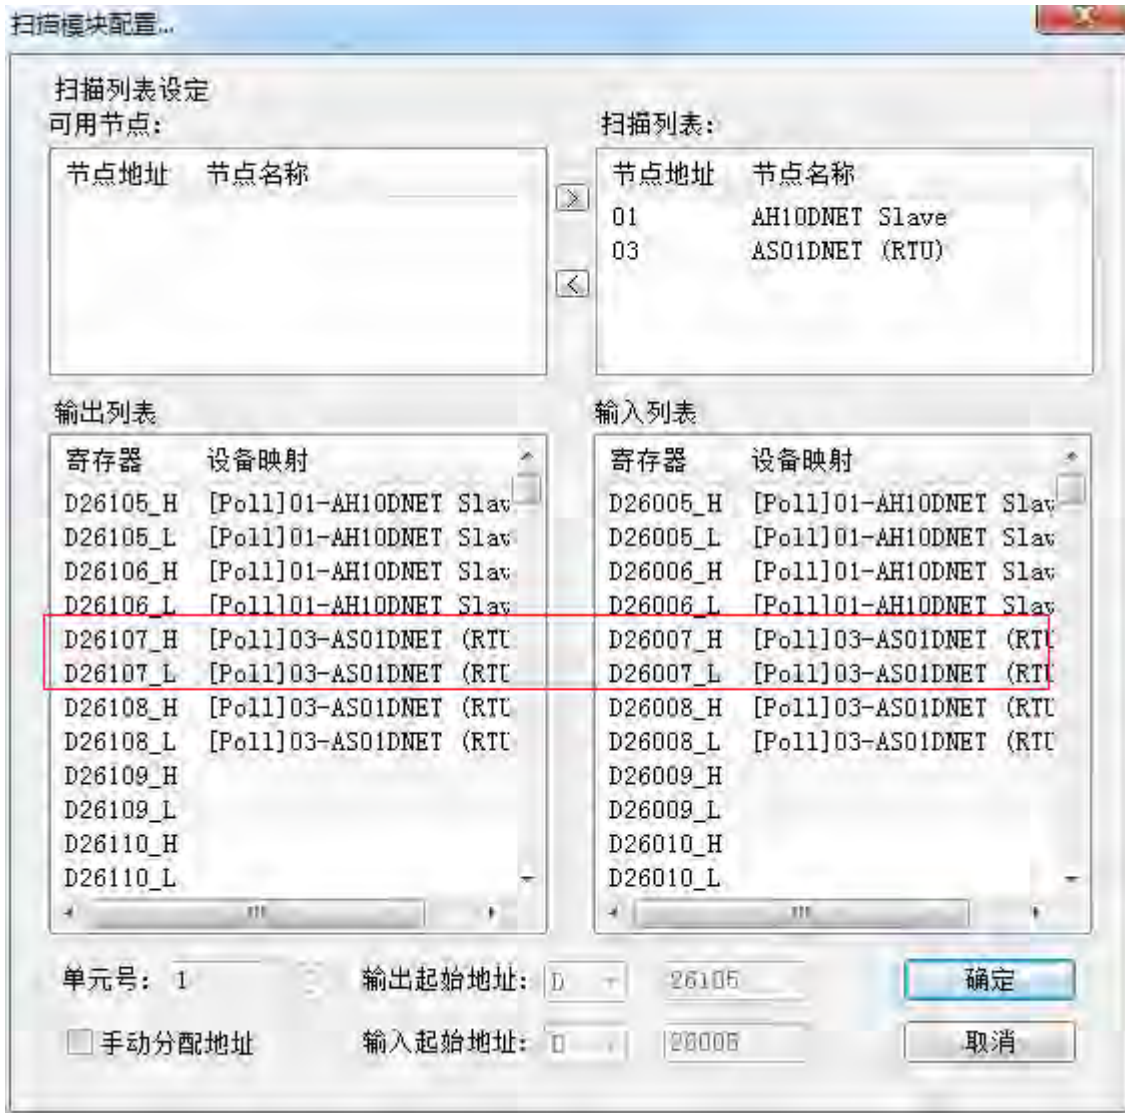 扫描模块配置...
扫描列表设定
可用节点:
节点地址 节点名称
扫描列表:
节点地址 节点名称
01 AH10DNET Slave
03 AS01DNET (RTU)
输出列表
寄存器 设备映射
D26105_H [Poll]01-AH10DNET Slav
D26105_L [Poll]01-AH10DNET Slav
D26106_H [Poll]01-AH10DNET Slav
D26106_L [Poll]01-AH10DNET Slav
D26107_H [Poll]03-AS01DNET (RTU
D26107_L [Poll]03-AS01DNET (RTU
D26108_H [Poll]03-AS01DNET (RTU
D26108_L [Poll]03-AS01DNET (RTU
D26109_H
D26109_L
D26110_H
D26110_L
输入列表
寄存器 设备映射
D26005_H [Poll]01-AH10DNET Slav
D26005_L [Poll]01-AH10DNET Slav
D26006_H [Poll]01-AH10DNET Slav
D26006_L [Poll]01-AH10DNET Slav
D26007_H [Poll]03-AS01DNET (RTU
D26007_L [Poll]03-AS01DNET (RTU
D26008_H [Poll]03-AS01DNET (RTU
D26008_L [Poll]03-AS01DNET (RTU
D26009_H
D26009_L
D26010_H
D26010_L
单元号: 1 输出起始地址: D 26105 确定
手动分配地址 输入起始地址: D 26005 取消